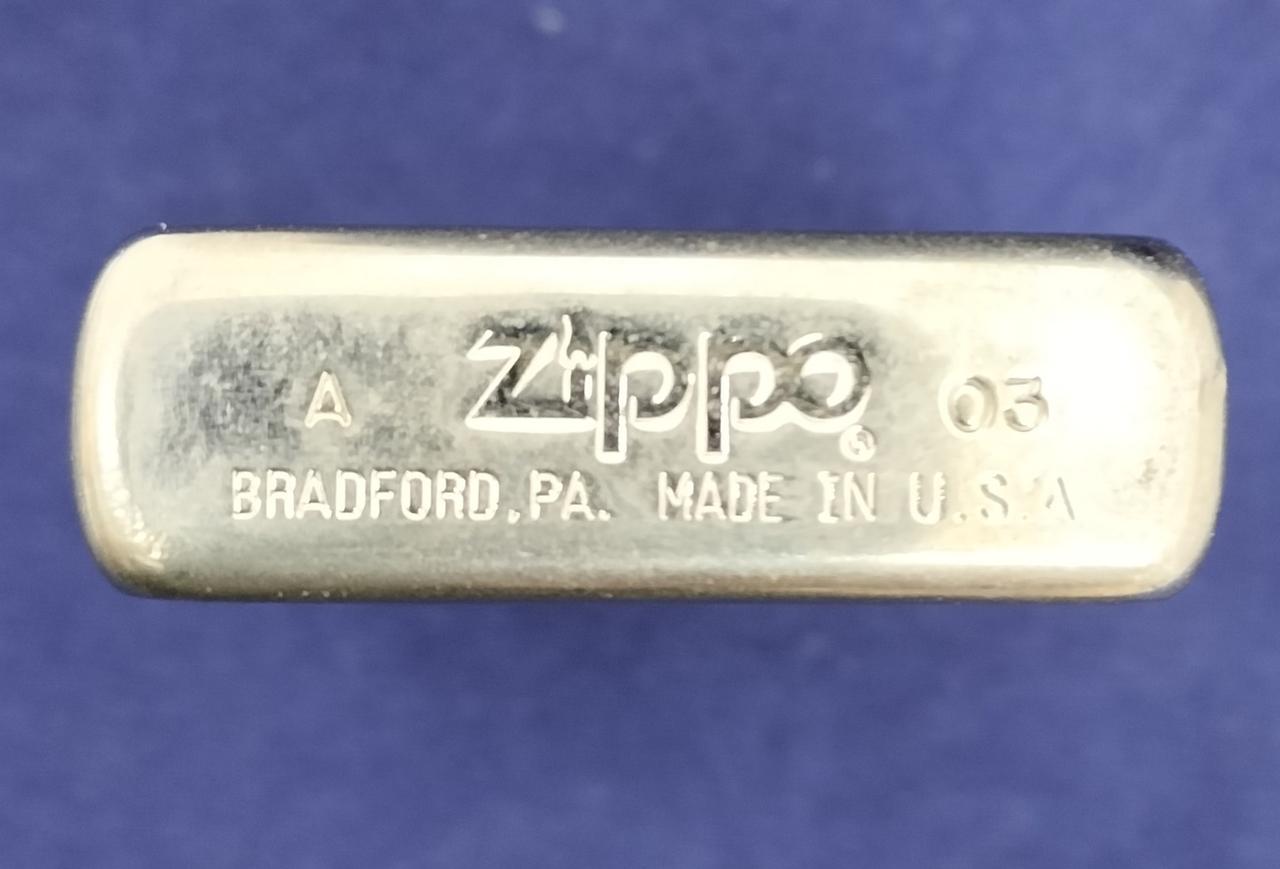 A Zippo ® 03
BRADFORD,PA. MADE IN U.S.A